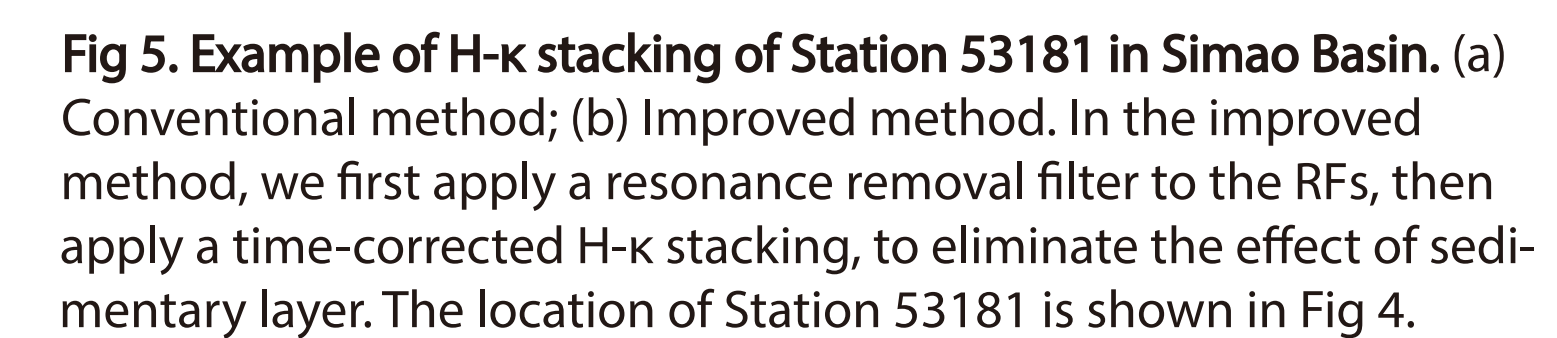 Fig 5. Example of H-κ stacking of Station 53181 in Simao Basin. (a)
Conventional method; (b) Improved method. In the improved
method, we first apply a resonance removal filter to the RFs, then
apply a time-corrected H-κ stacking, to eliminate the effect of sedi-
mentary layer. The location of Station 53181 is shown in Fig 4.